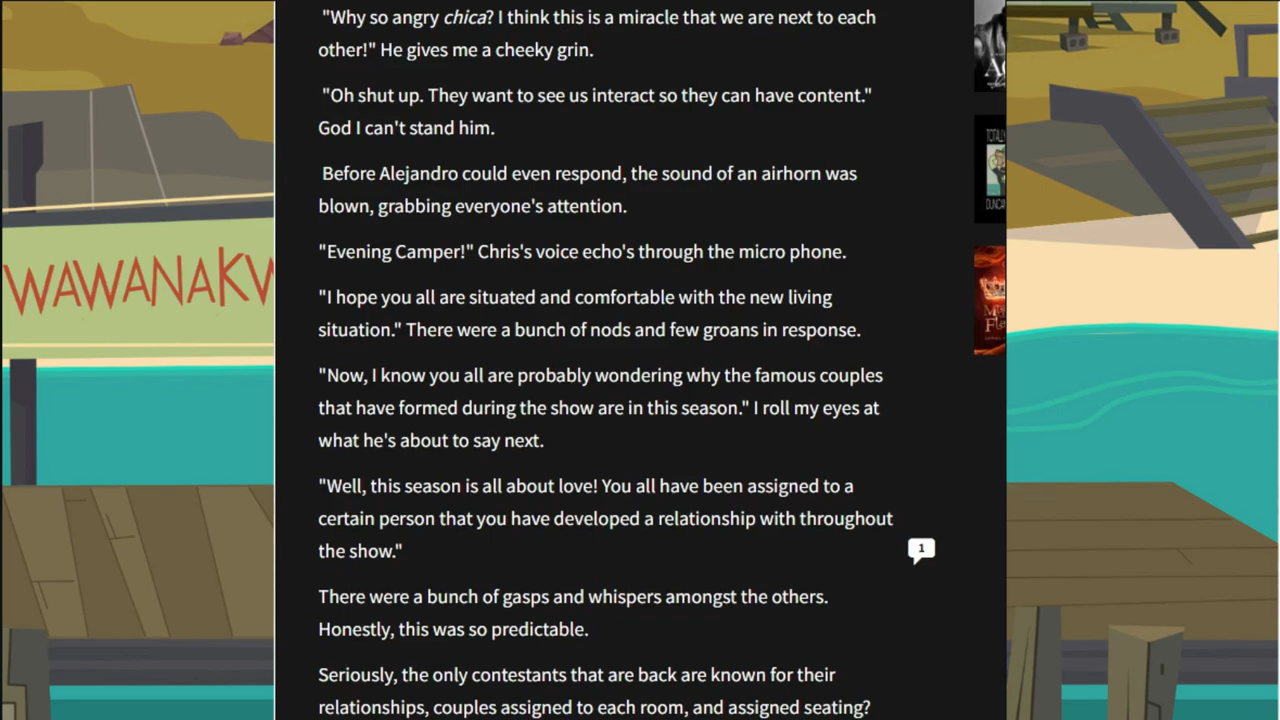 "Why so angry chica? I think this is a miracle that we are next to each
other!" He gives me a cheeky grin.
"Oh shut up. They want to see us interact so they can have content."
God I can't stand him.
Before Alejandro could even respond, the sound of an airhorn was
blown, grabbing everyone's attention.
"Evening Camper!" Chris's voice echo's through the micro phone.
"I hope you all are situated and comfortable with the new living
situation." There were a bunch of nods and few groans in response.
"Now, I know you all are probably wondering why the famous couples
that have formed during the show are in this season." I roll my eyes at
what he's about to say next.
"Well, this season is all about love! You all have been assigned to a
certain person that you have developed a relationship with throughout
the show."
1
There were a bunch of gasps and whispers amongst the others.
Honestly, this was so predictable.
Seriously, the only contestants that are back are known for their
relationships, couples assigned to each room, and assigned seating?
WAWANAKW